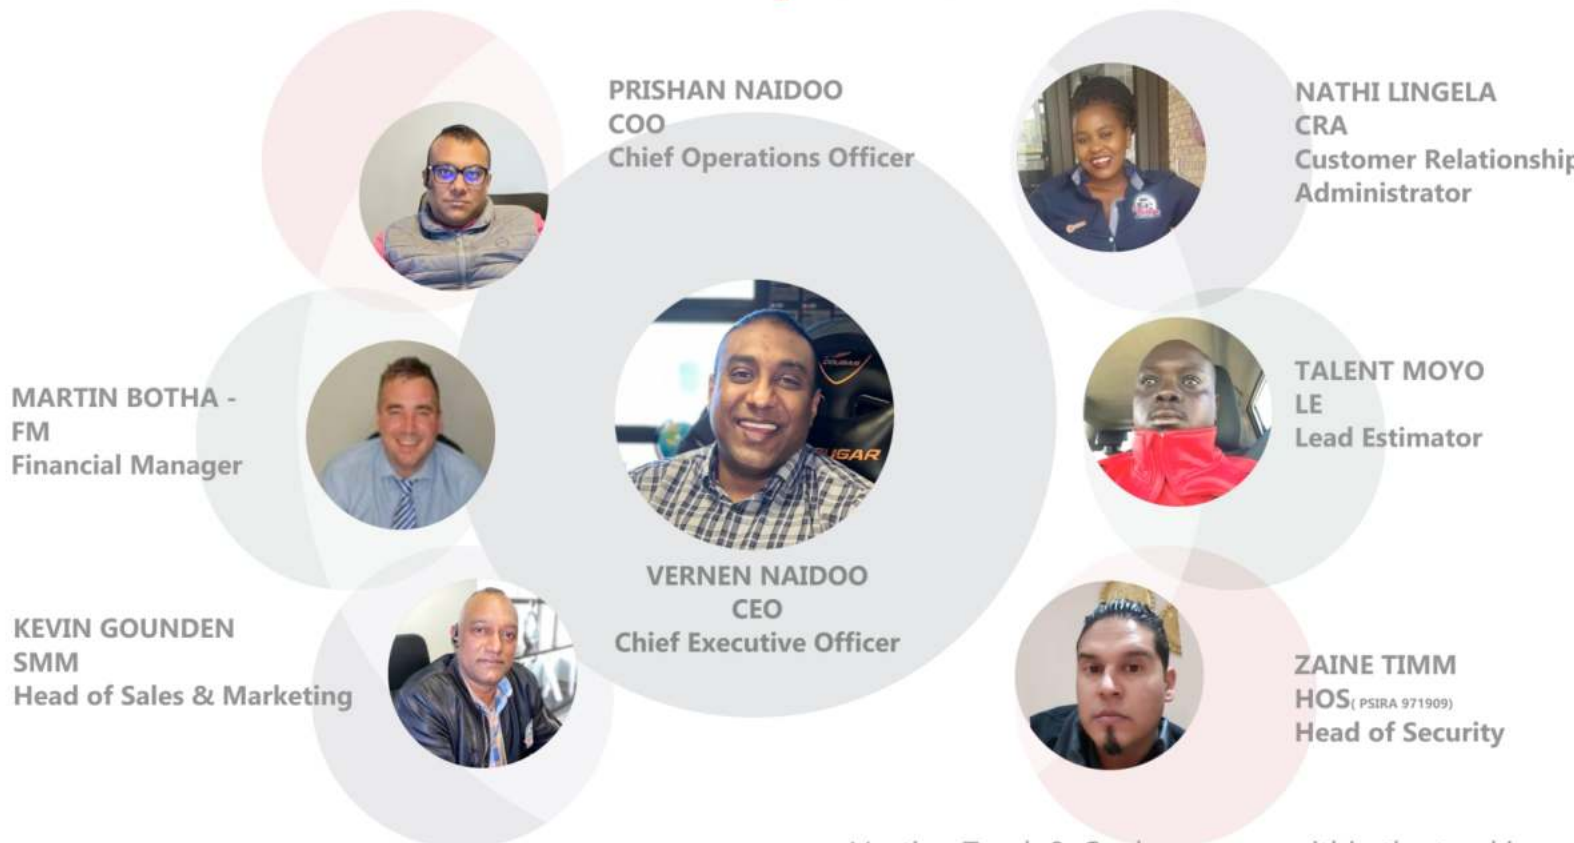 PRISHAN NAIDOO
COO
Chief Operations Officer
NATHI LINGELA
CRA
Customer Relationship
Administrator
MARTIN BOTHA -
FM
Financial Manager
TALENT MOYO
LE
Lead Estimator
COUGAR
VERNEN NAIDOO
CEO
Chief Executive Officer
KEVIN GOUNDEN
SMM
Head of Sales & Marketing
ZAINE TIMM
HOS( PSIRA 971909)
Head of Security